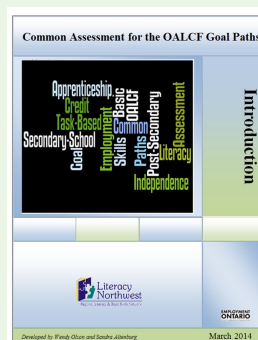 Common Assessment for the OALCF Goal Paths
Apprenticeship
Credit
Task-Based
Secondary-School
Goal
Employment
Skills
Basic
OALCF
Common
Paths
Post-Secondary
Assessment
Literacy
Independence
Introduction
Literacy
Northwest
EMPLOYMENT
ONTARIO
Developed by Wendy Olson and Sandra Altenburg
March 2014